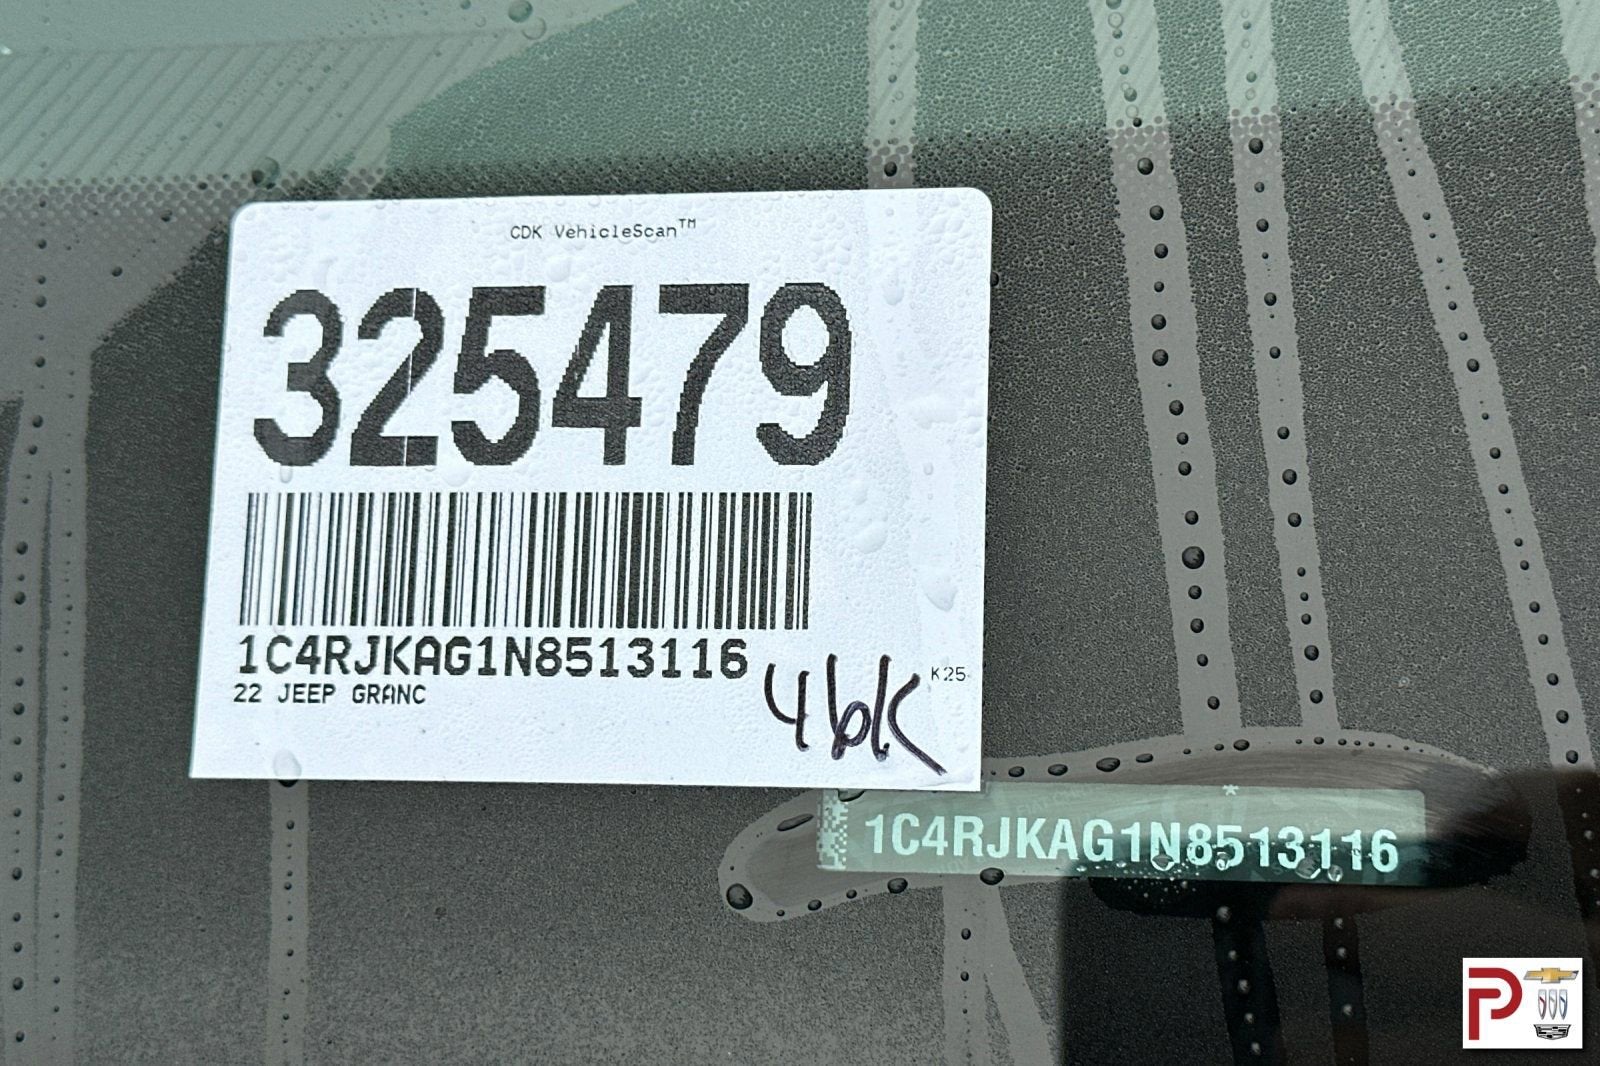 CDK VehicleScan™
325479
1C4RJKAG1N8513116
22 JEEP GRANC
K25
46K
*
1C4RJKAG1N8513116
P